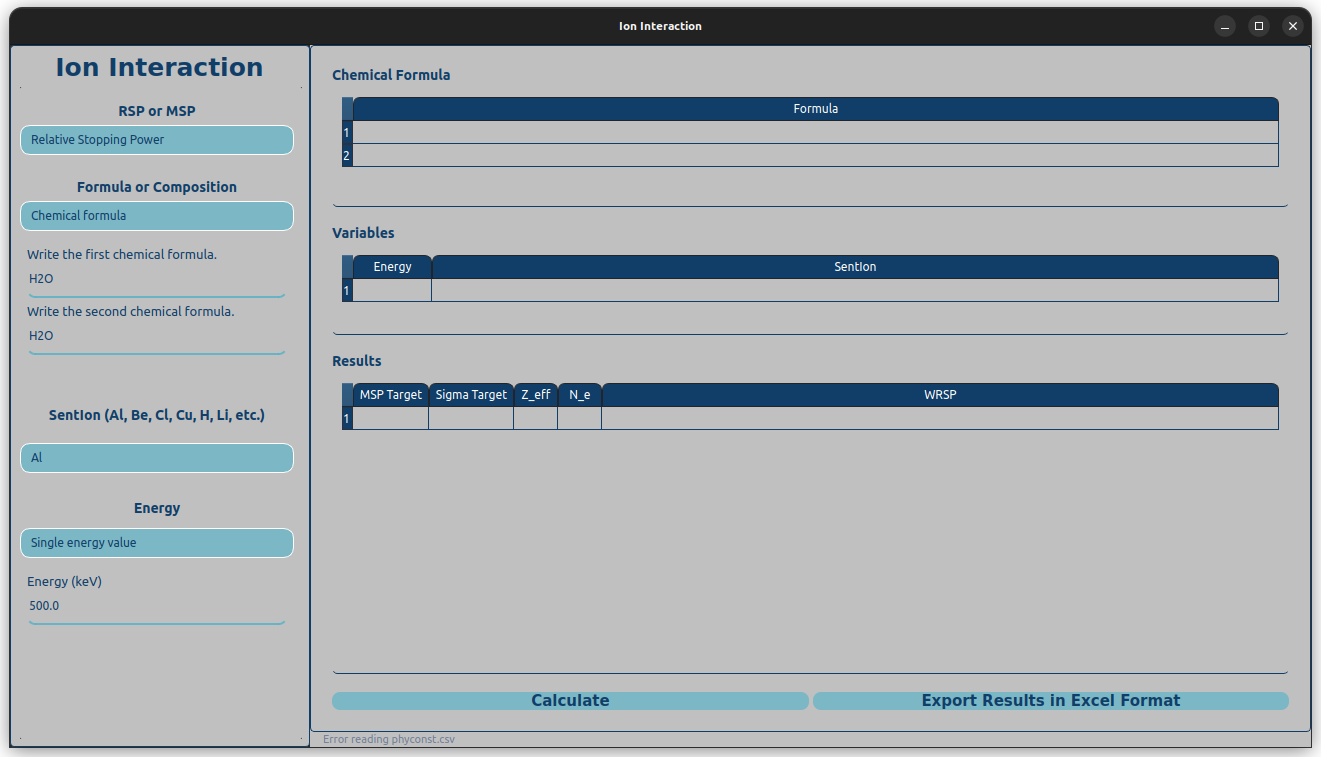 Ion Interaction
Ion Interaction
RSP or MSP
Relative Stopping Power
Formula or Composition
Chemical formula
Write the first chemical formula.
H2O
Write the second chemical formula.
H2O
SentIon (Al, Be, Cl, Cu, H, Li, etc.)
Al
Energy
Single energy value
Energy (keV)
500.0
Chemical Formula
Formula
1
2
Variables
Energy SentIon
1
Results
MSP Target Sigma Target Z_eff N_e WRSP
1
Calculate Export Results in Excel Format
Error reading phyconst.csv